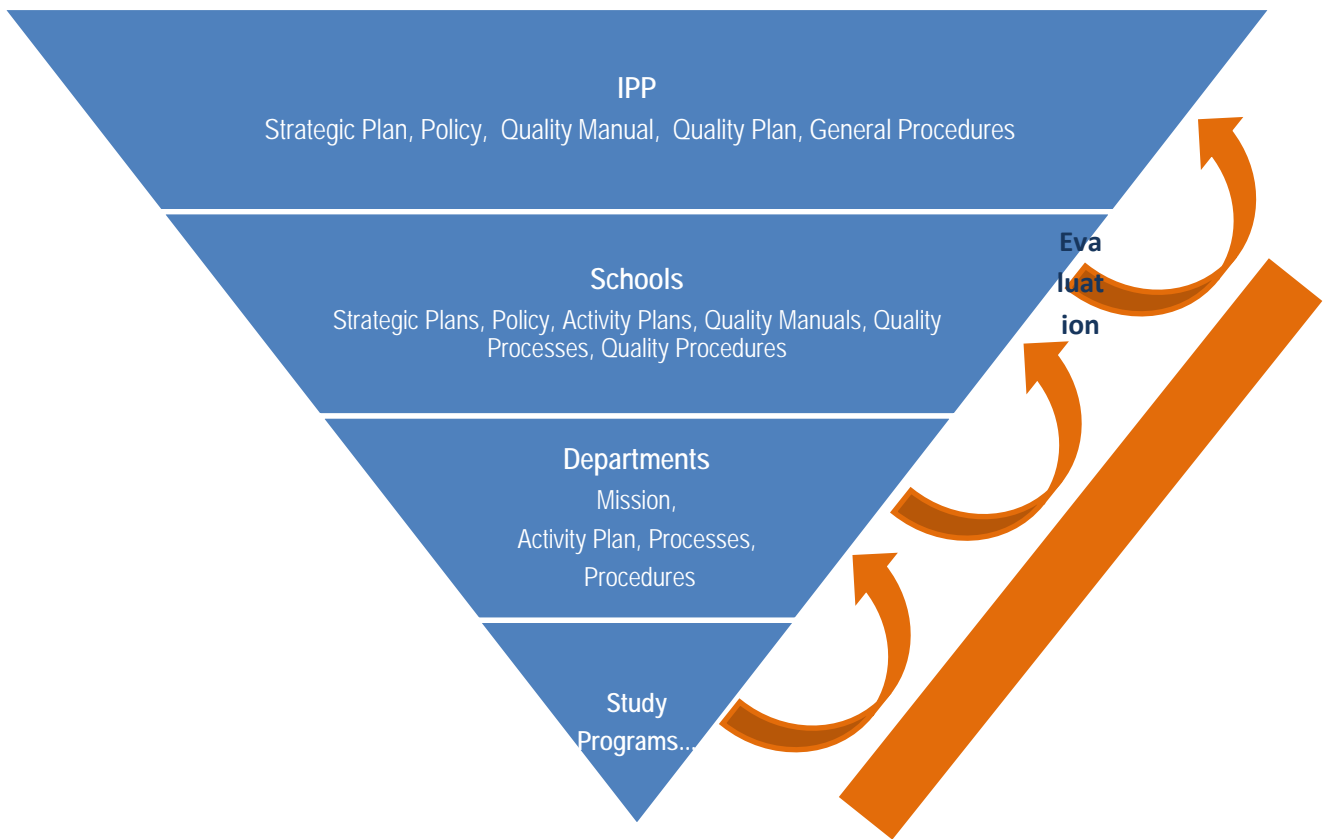 IPP
Strategic Plan, Policy, Quality Manual, Quality Plan, General Procedures
Schools
Strategic Plans, Policy, Activity Plans, Quality Manuals, Quality
Processes, Quality Procedures
Eva
luat
ion
Departments
Mission,
Activity Plan, Processes,
Procedures
Study
Programs...